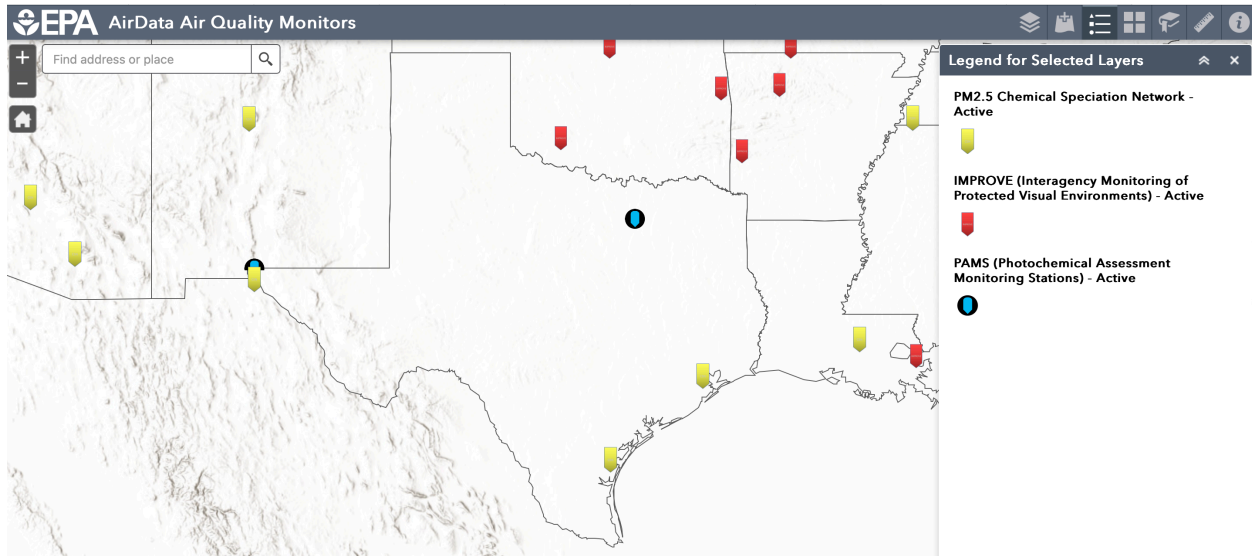 EPA AirData Air Quality Monitors
+
Find address or place
−
Legend for Selected Layers
PM2.5 Chemical Speciation Network -
Active
IMPROVE (Interagency Monitoring of
Protected Visual Environments) - Active
PAMS (Photochemical Assessment
Monitoring Stations) - Active